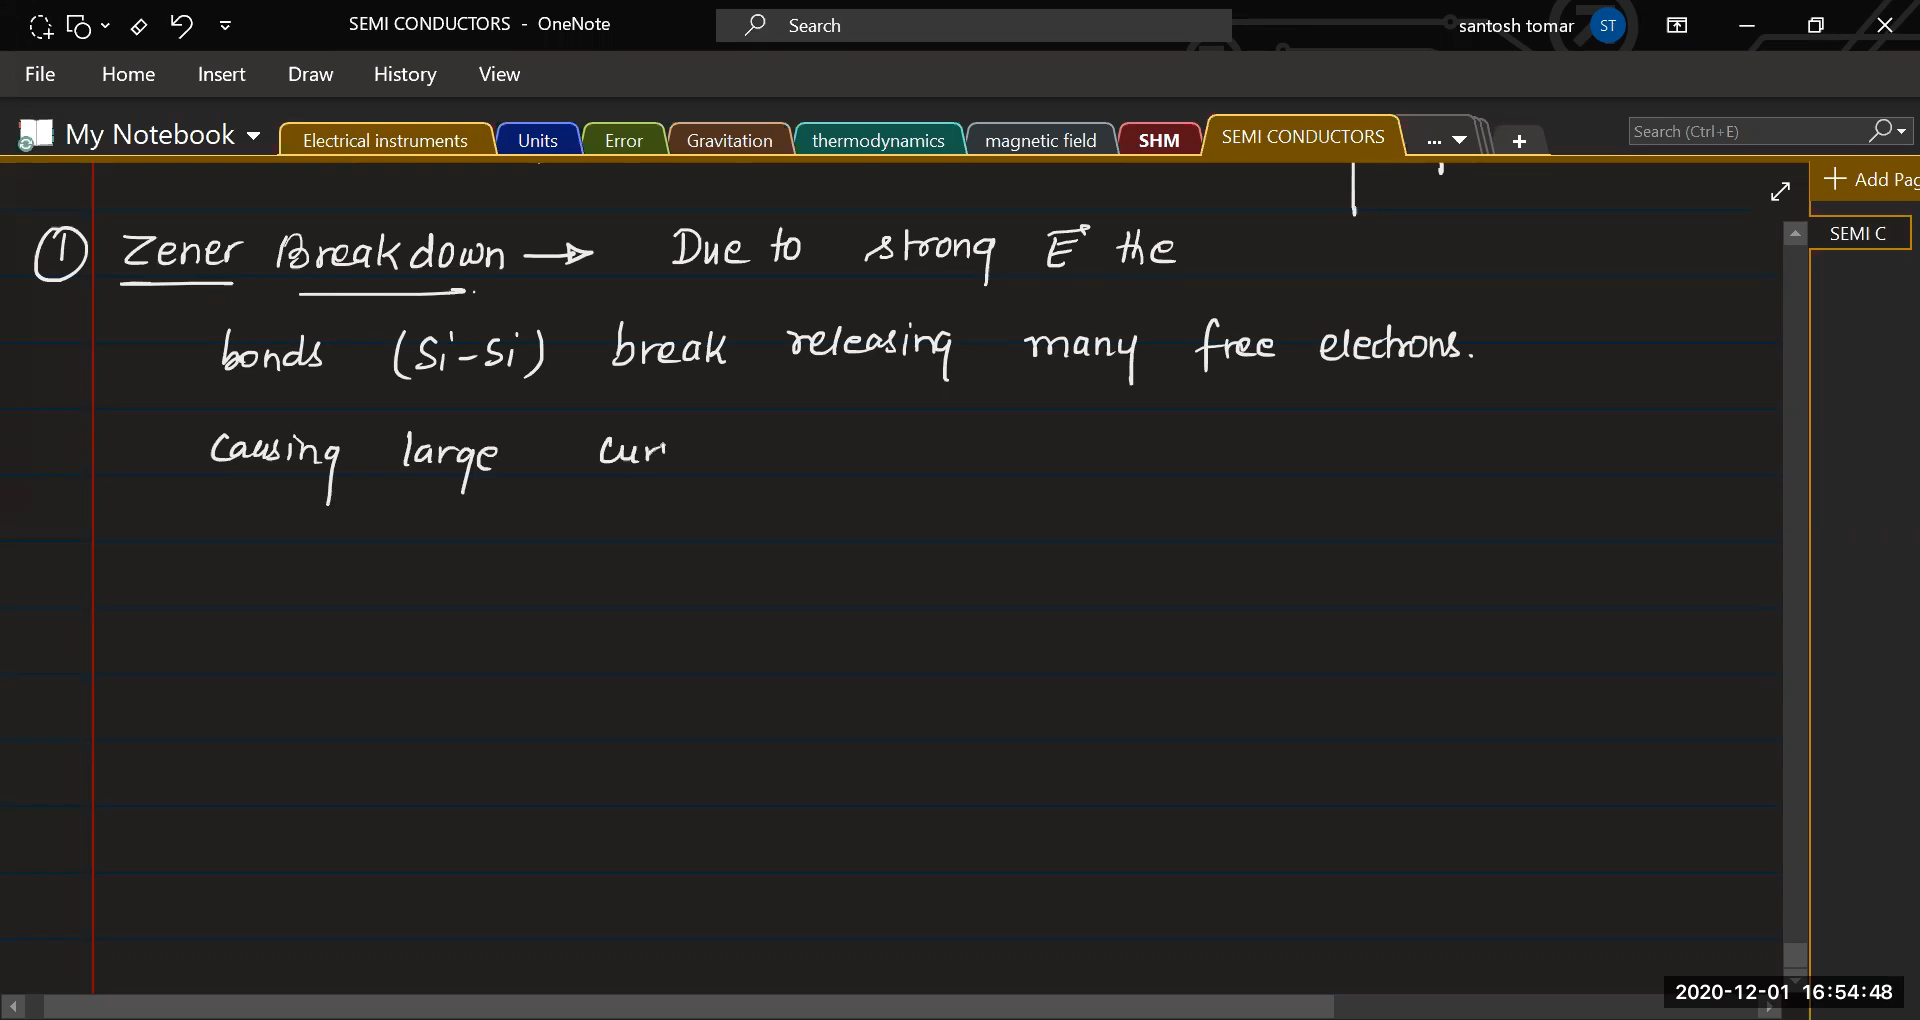 SEMI CONDUCTORS - OneNote
Search
santosh tomar ST
File Home Insert Draw History View
My Notebook
Electrical instruments Units Error Gravitation thermodynamics magnetic field SHM SEMI CONDUCTORS ... +
Search (Ctrl+E)
+ Add Pag
SEMI C
① Zener Breakdown → Due to strong E⃗ the
bonds (Si-Si) break releasing many free electrons.
causing large curr
2020-12-01 16:54:48